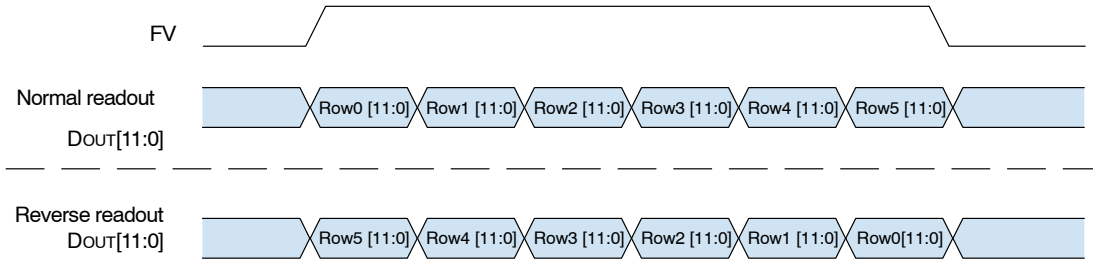 FV
Normal readout
DOUT[11:0]
Row0 [11:0] Row1 [11:0] Row2 [11:0] Row3 [11:0] Row4 [11:0] Row5 [11:0]
Reverse readout
DOUT[11:0]
Row5 [11:0] Row4 [11:0] Row3 [11:0] Row2 [11:0] Row1 [11:0] Row0[11:0]